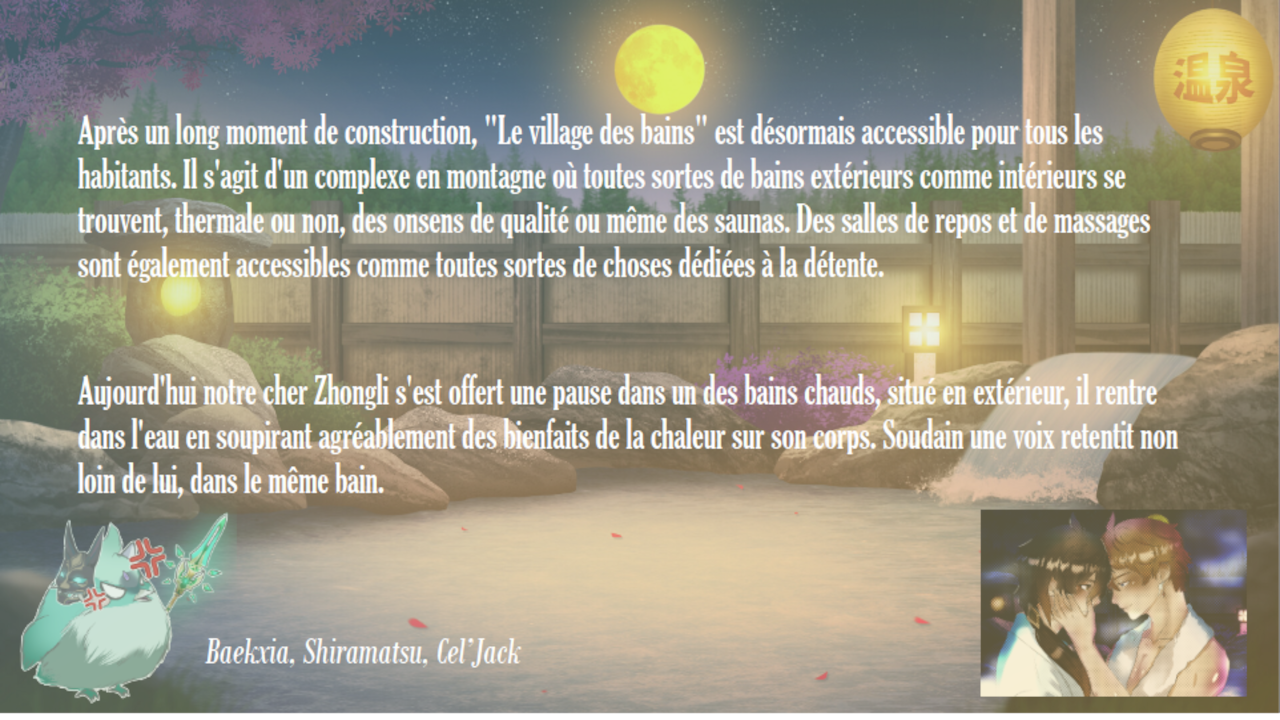 温泉
Après un long moment de construction, "Le village des bains" est désormais accessible pour tous les
habitants. Il s'agit d'un complexe en montagne où toutes sortes de bains extérieurs comme intérieurs se
trouvent, thermale ou non, des onsens de qualité ou même des saunas. Des salles de repos et de massages
sont également accessibles comme toutes sortes de choses dédiées à la détente.
Aujourd'hui notre cher Zhongli s'est offert une pause dans un des bains chauds, situé en extérieur, il rentre
dans l'eau en soupirant agréablement des bienfaits de la chaleur sur son corps. Soudain une voix retentit non
loin de lui, dans le même bain.
Baekxia, Shiramatsu, Cel'Jack